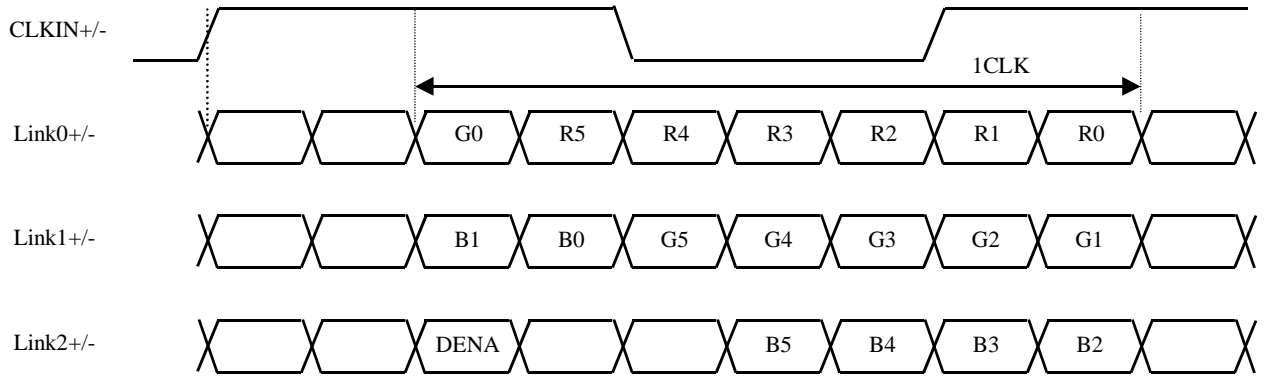 CLKIN+/-
1CLK
Link0+/- G0 R5 R4 R3 R2 R1 R0
Link1+/- B1 B0 G5 G4 G3 G2 G1
Link2+/- DENA B5 B4 B3 B2